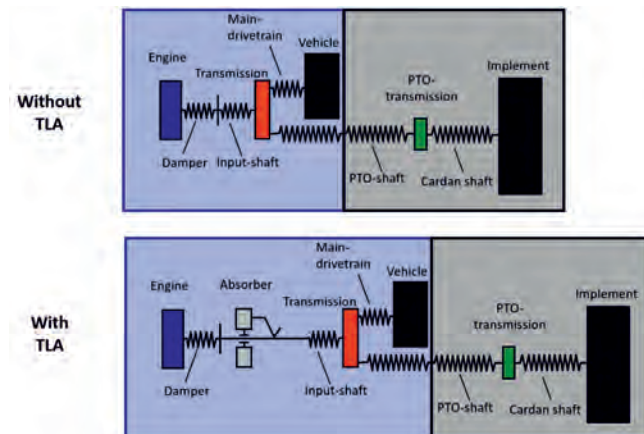 Without
TLA
Engine
Main-
drivetrain
Vehicle
Transmission
Damper
Input-shaft
PTO-
transmission
Implement
PTO-shaft
Cardan shaft
With
TLA
Engine
Absorber
Main-
drivetrain
Vehicle
Transmission
Damper
Input-shaft
PTO-
transmission
Implement
PTO-shaft
Cardan shaft